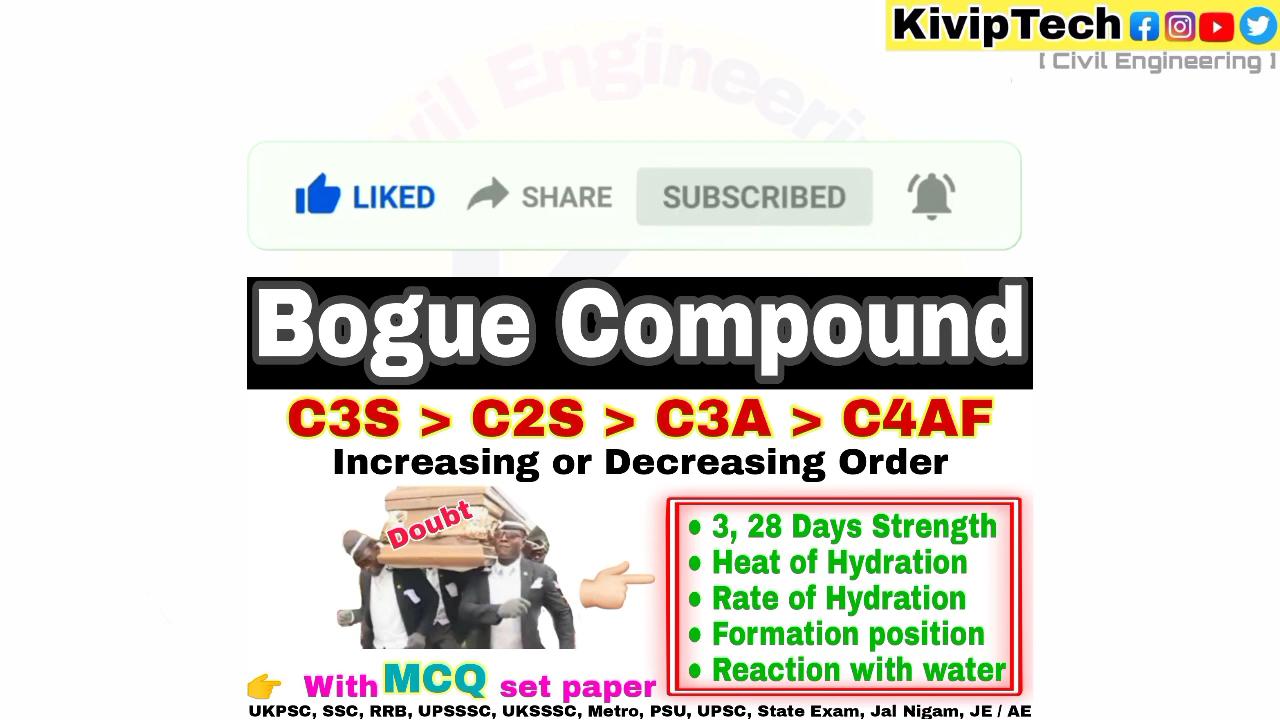 KivipTech
[ Civil Engineering ]
Civil Engineering
LIKED SHARE SUBSCRIBED
Bogue Compound
C3S > C2S > C3A > C4AF
Increasing or Decreasing Order
Doubt
• 3, 28 Days Strength
• Heat of Hydration
• Rate of Hydration
• Formation position
• Reaction with water
With MCQ set paper
UKPSC, SSC, RRB, UPSSSC, UKSSSC, Metro, PSU, UPSC, State Exam, Jal Nigam, JE / AE